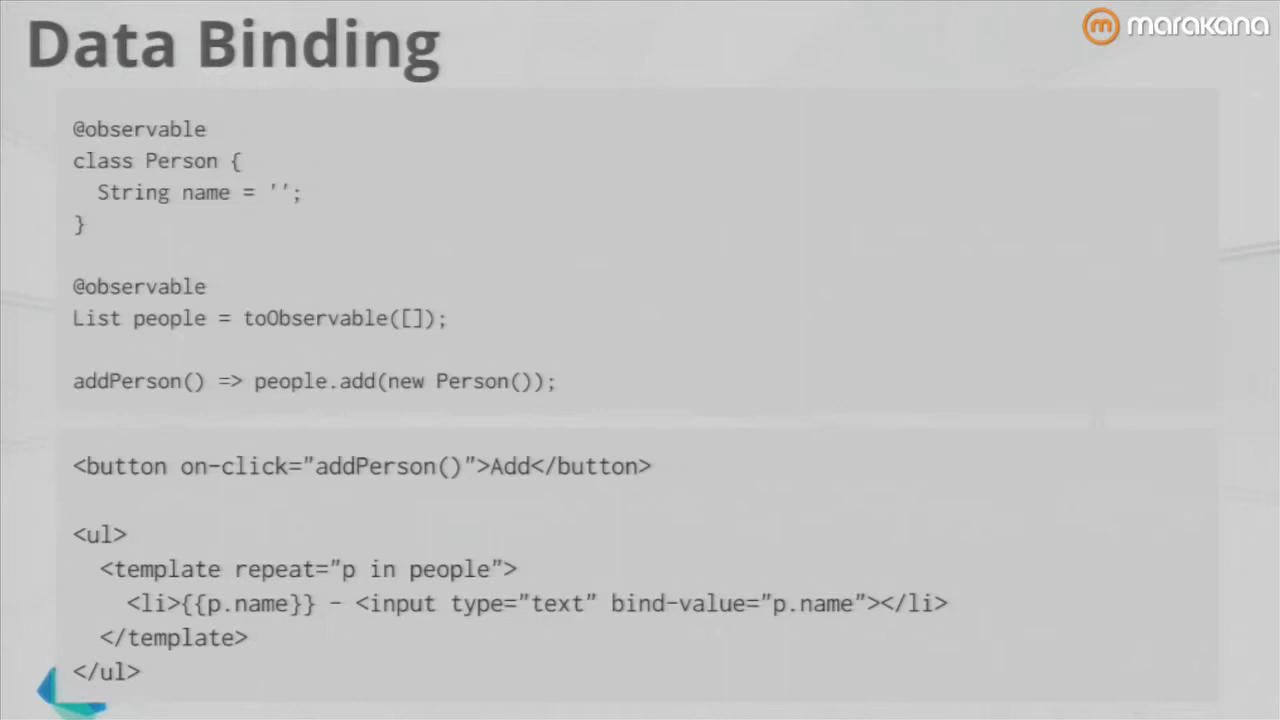 Data Binding
marakana
@observable
class Person {
  String name = '';
}
@observable
List people = toObservable([]);
addPerson() => people.add(new Person());
<button on-click="addPerson()">Add</button>
<ul>
  <template repeat="p in people">
    <li>{{p.name}} - <input type="text" bind-value="p.name"></li>
  </template>
</ul>